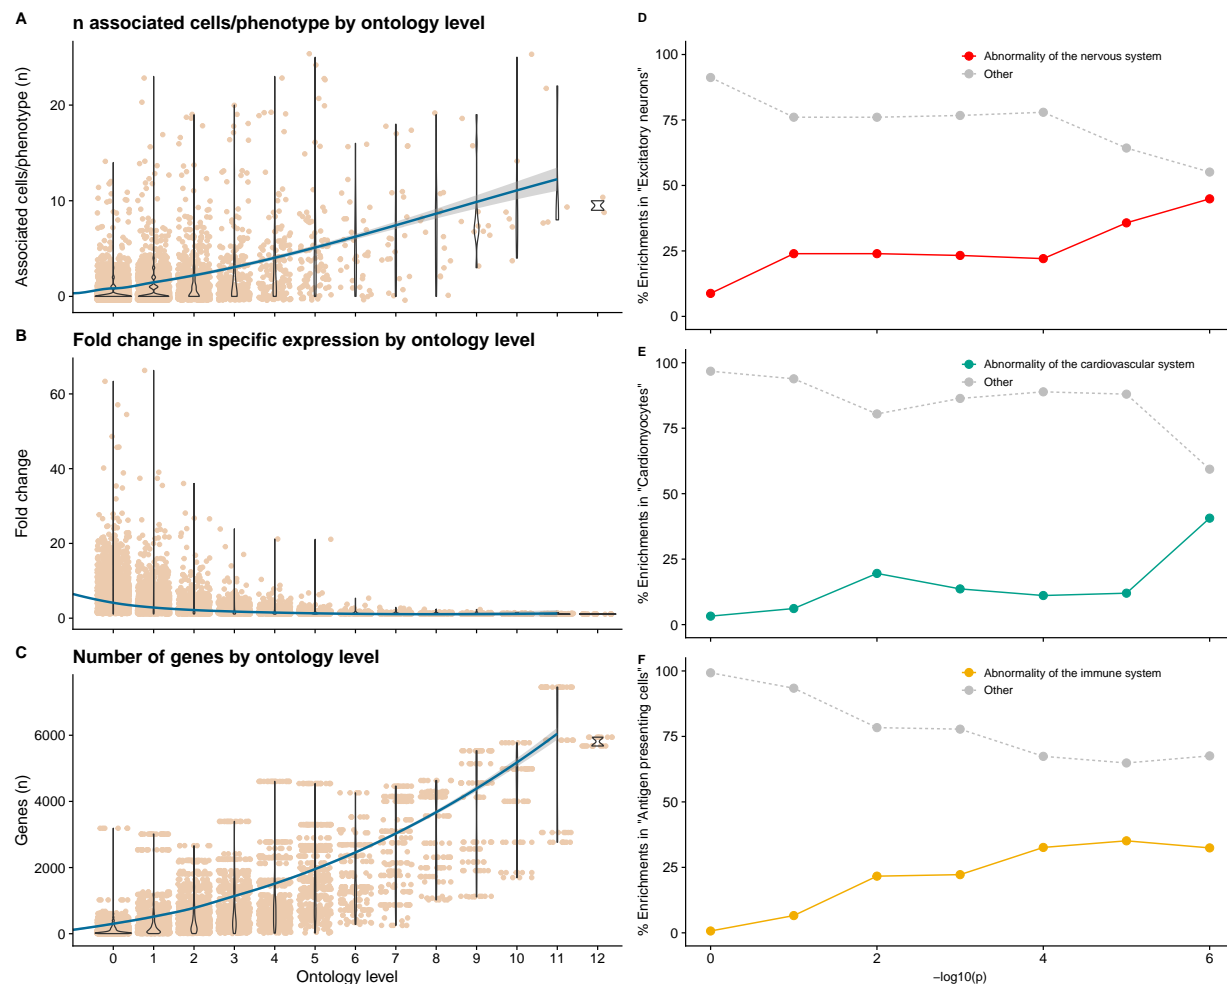 A
n associated cells/phenotype by ontology level
Associated cells/phenotype (n)
20
10
0
B
Fold change in specific expression by ontology level
Fold change
60
40
20
0
C
Number of genes by ontology level
Genes (n)
6000
4000
2000
0
0 1 2 3 4 5 6 7 8 9 10 11 12
Ontology level
D
% Enrichments in "Excitatory neurons"
100
75
50
25
0
Abnormality of the nervous system
Other
E
% Enrichments in "Cardiomyocytes"
100
75
50
25
0
Abnormality of the cardiovascular system
Other
F
% Enrichments in "Antigen presenting cells"
100
75
50
25
0
Abnormality of the immune system
Other
0 2 4 6
−log10(p)